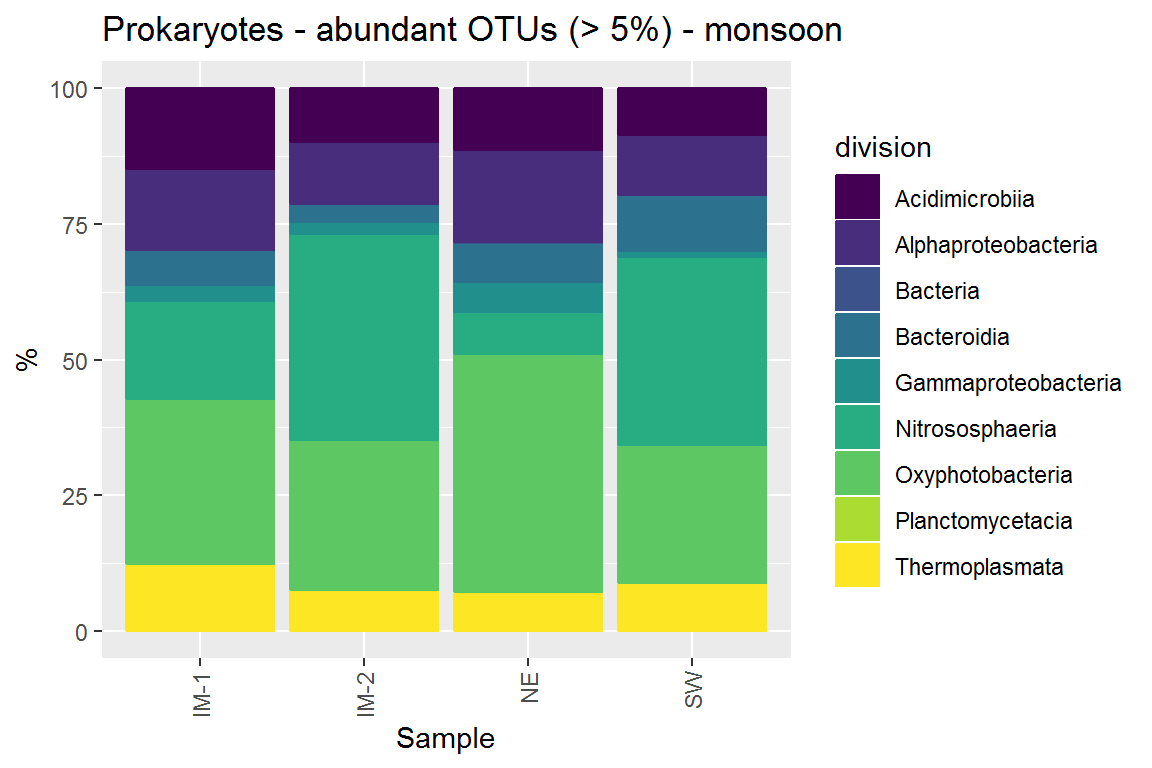 Prokaryotes - abundant OTUs (> 5%) - monsoon
100
75
50
25
0
%
IM-1
IM-2
NE
SW
Sample
division
Acidimicrobiia
Alphaproteobacteria
Bacteria
Bacteroidia
Gammaproteobacteria
Nitrososphaeria
Oxyphotobacteria
Planctomycetacia
Thermoplasmata